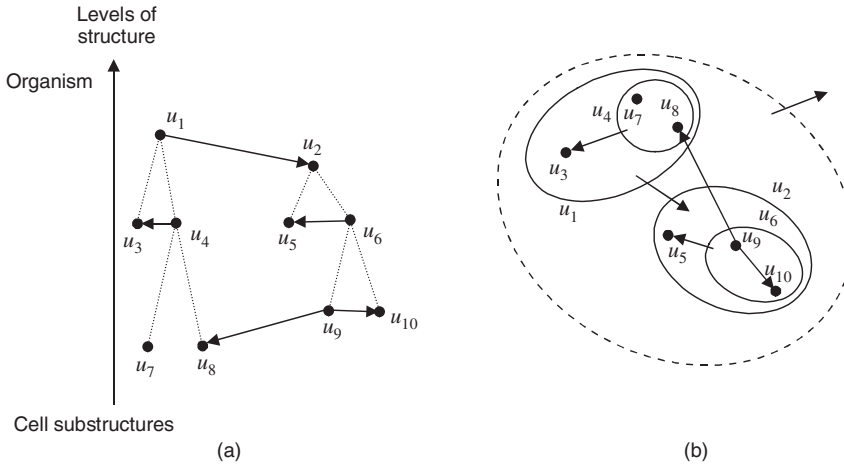 Levels of
structure
Organism
u1
u2
u3
u4
u5
u6
u7
u8
u9
u10
Cell substructures
(a)
u4
u7
u8
u3
u1
u2
u6
u5
u9
u10
(b)